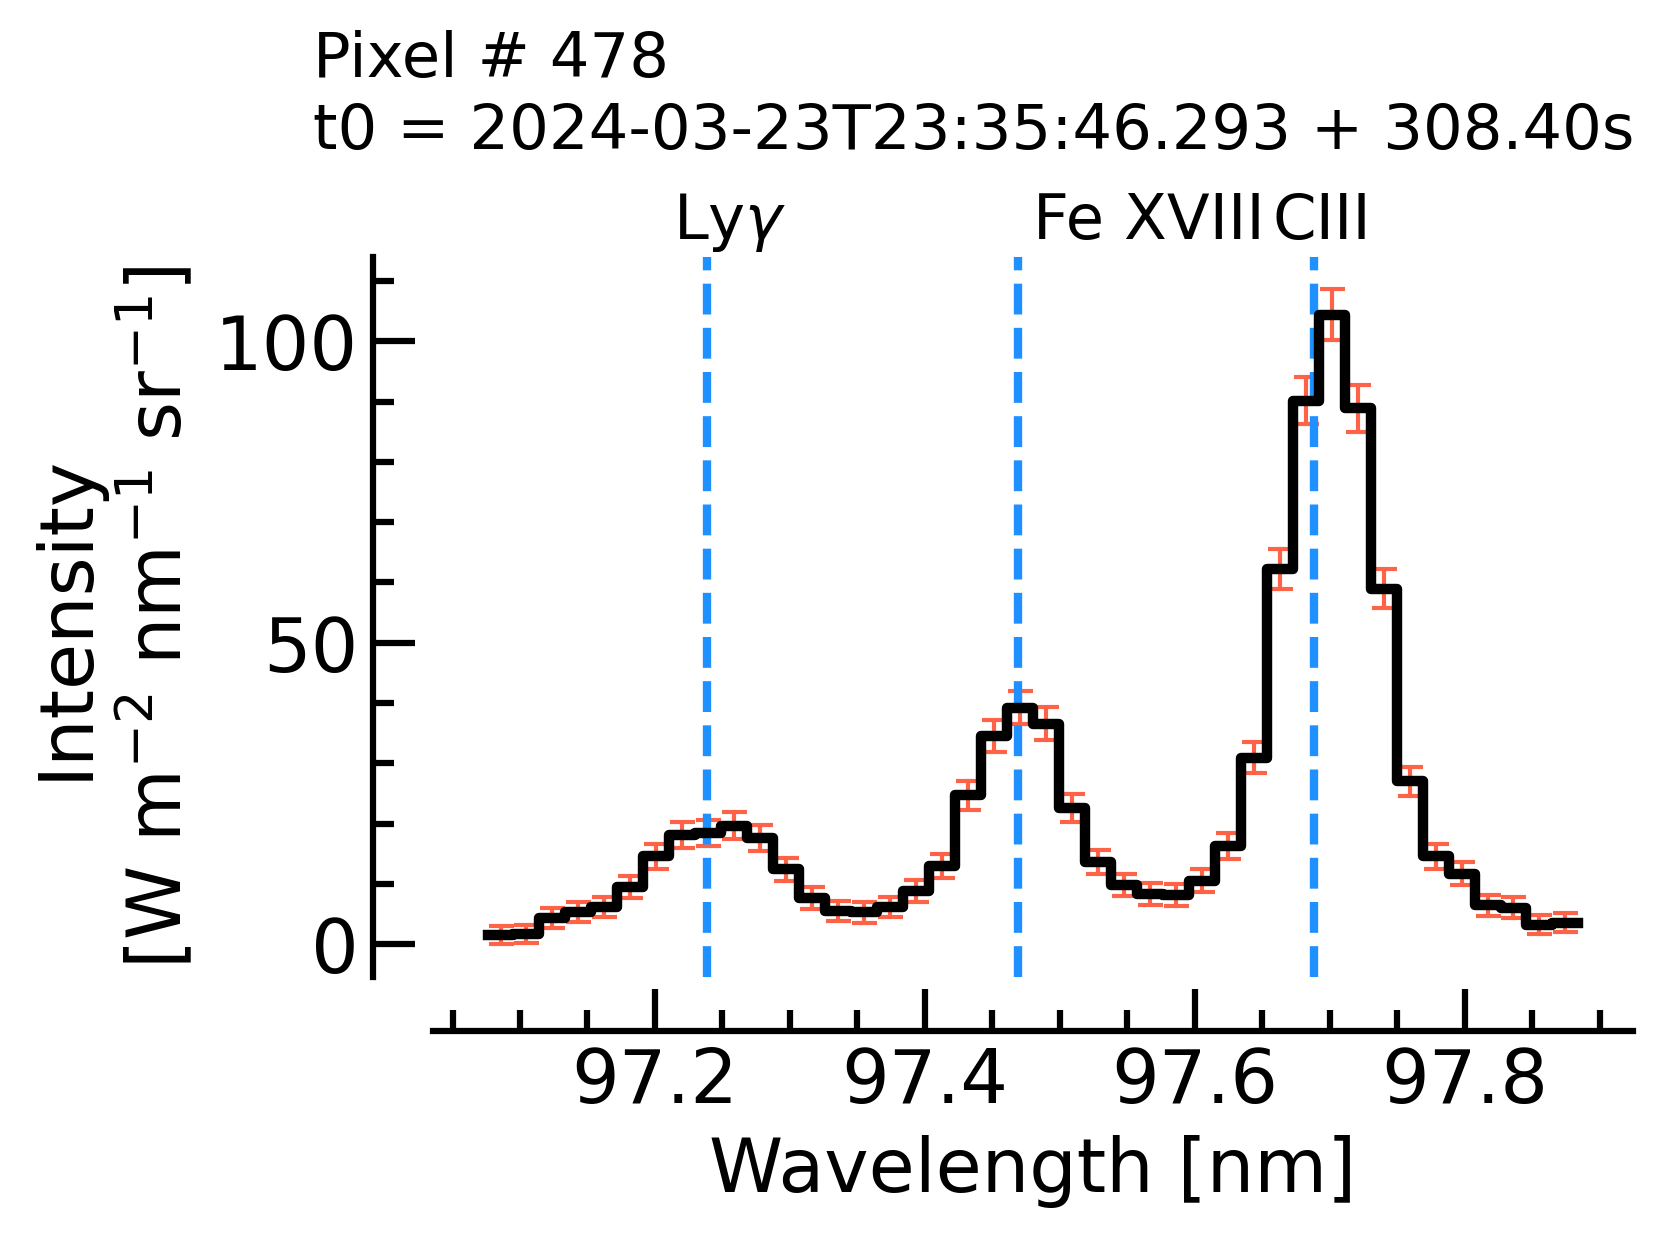 Pixel # 478
t0 = 2024-03-23T23:35:46.293 + 308.40s
Lyγ Fe XVIII CIII
Intensity
[W m⁻² nm⁻¹ sr⁻¹]
100
50
0
97.2 97.4 97.6 97.8
Wavelength [nm]